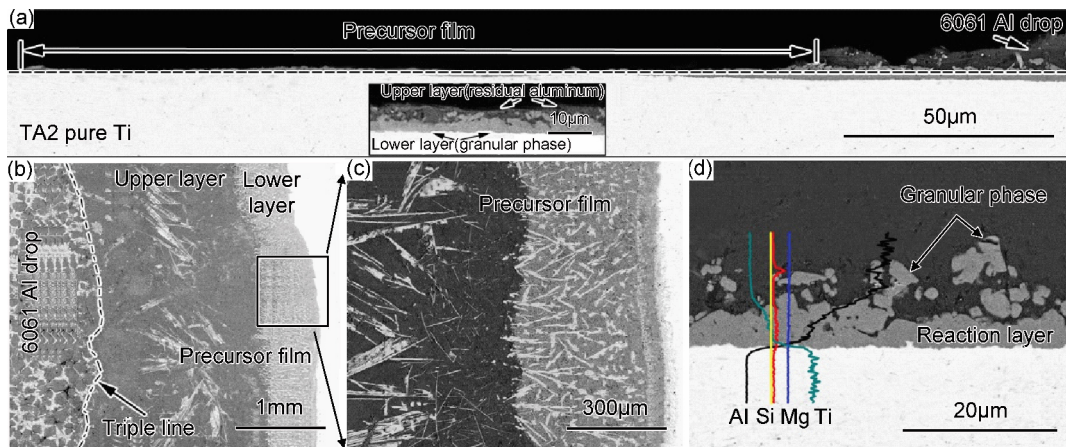 (a)
Precursor film
6061 Al drop
Upper layer(residual aluminum)
10μm
Lower layer(granular phase)
TA2 pure Ti
50μm
(b)
Upper layer
Lower
layer
6061 Al drop
Precursor film
Triple line
1mm
(c)
Precursor film
300μm
(d)
Granular phase
Reaction layer
Al Si Mg Ti
20μm